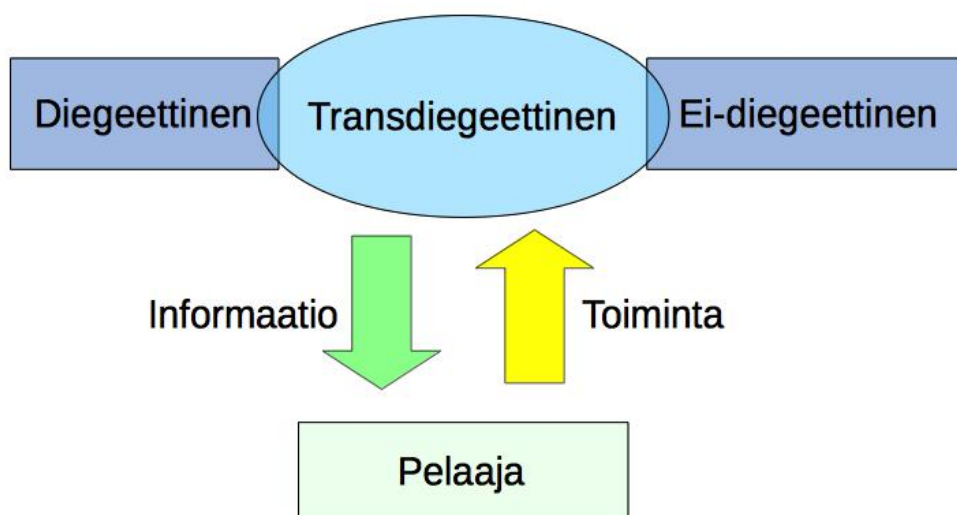 Diegeettinen
Transdiegeettinen
Ei-diegeettinen
Informaatio
Toiminta
Pelaaja